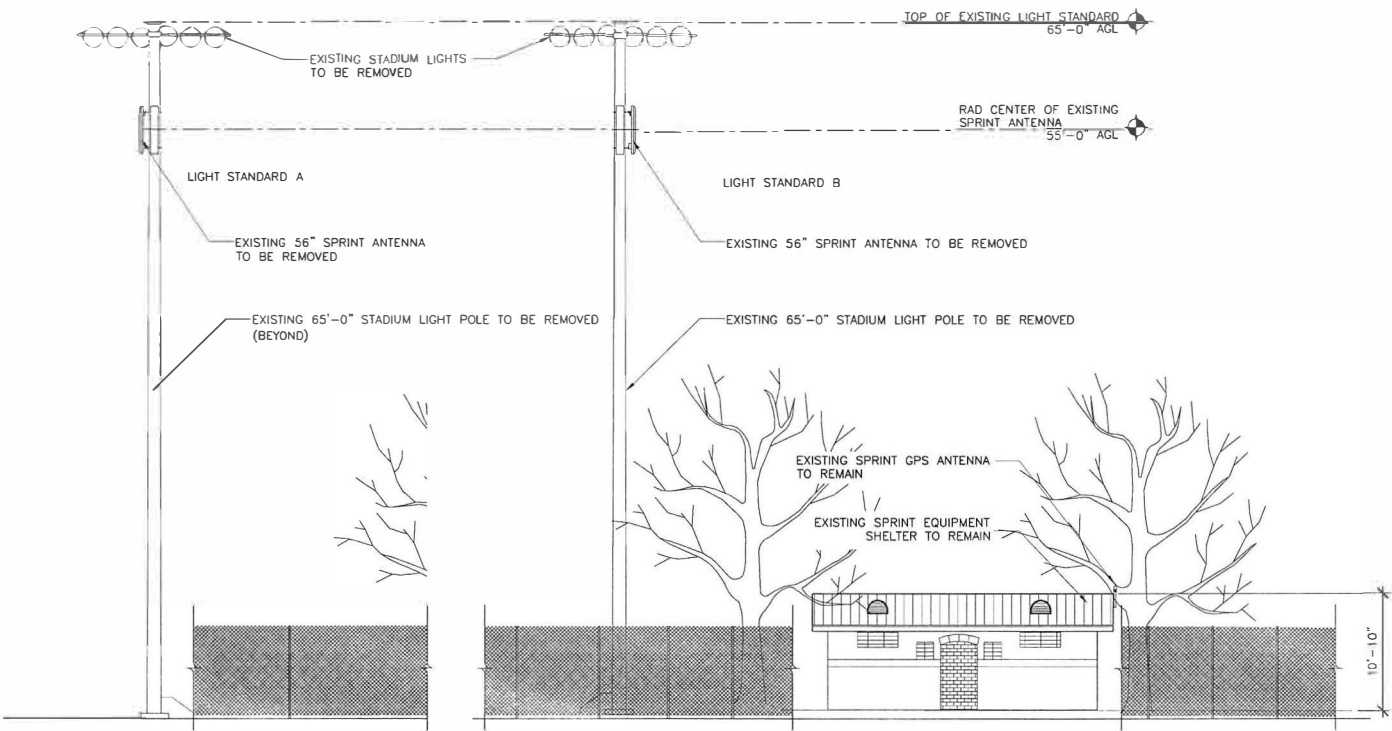 TOP OF EXISTING LIGHT STANDARD
65'-0" AGL
EXISTING STADIUM LIGHTS
TO BE REMOVED
RAD CENTER OF EXISTING
SPRINT ANTENNA
55'-0" AGL
LIGHT STANDARD A
LIGHT STANDARD B
EXISTING 56" SPRINT ANTENNA
TO BE REMOVED
EXISTING 56" SPRINT ANTENNA TO BE REMOVED
EXISTING 65'-0" STADIUM LIGHT POLE TO BE REMOVED
(BEYOND)
EXISTING 65'-0" STADIUM LIGHT POLE TO BE REMOVED
EXISTING SPRINT GPS ANTENNA
TO REMAIN
EXISTING SPRINT EQUIPMENT
SHELTER TO REMAIN
10'-10"